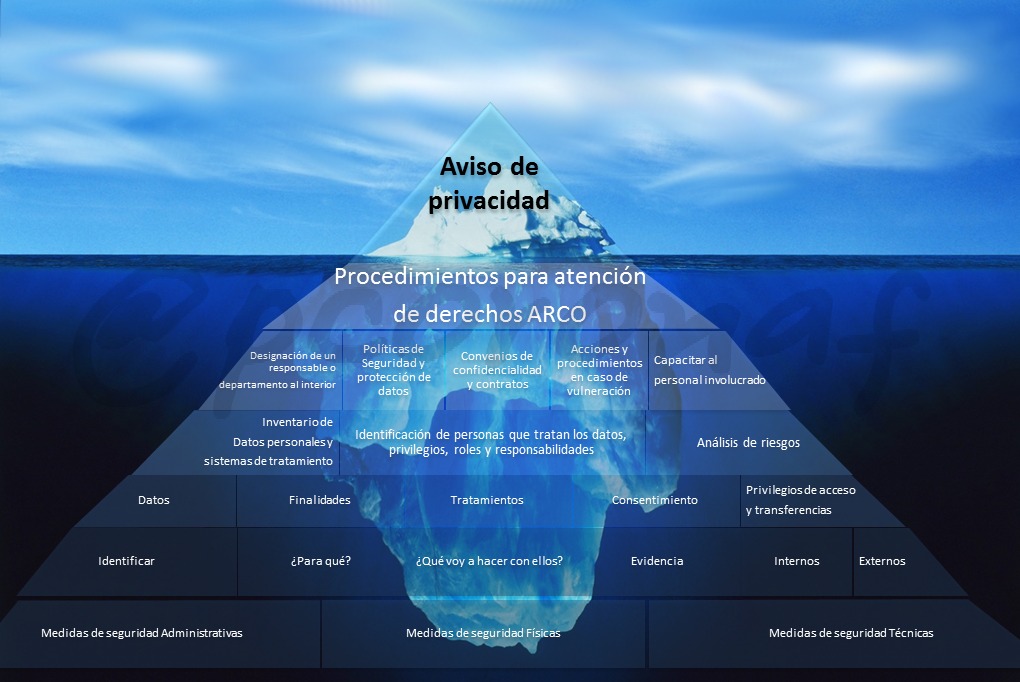 Aviso de
privacidad
Procedimientos para atención
de derechos ARCO
Designación de un
responsable o
departamento al interior
Políticas de
Seguridad y
protección de
datos
Convenios de
confidencialidad
y contratos
Acciones y
procedimientos
en caso de
vulneración
Capacitar al
personal involucrado
Inventario de
Datos personales y
sistemas de tratamiento
Identificación de personas que tratan los datos,
privilegios, roles y responsabilidades
Análisis de riesgos
Datos
Finalidades
Tratamientos
Consentimiento
Privilegios de acceso
y transferencias
Identificar
¿Para qué?
¿Qué voy a hacer con ellos?
Evidencia
Internos
Externos
Medidas de seguridad Administrativas
Medidas de seguridad Físicas
Medidas de seguridad Técnicas